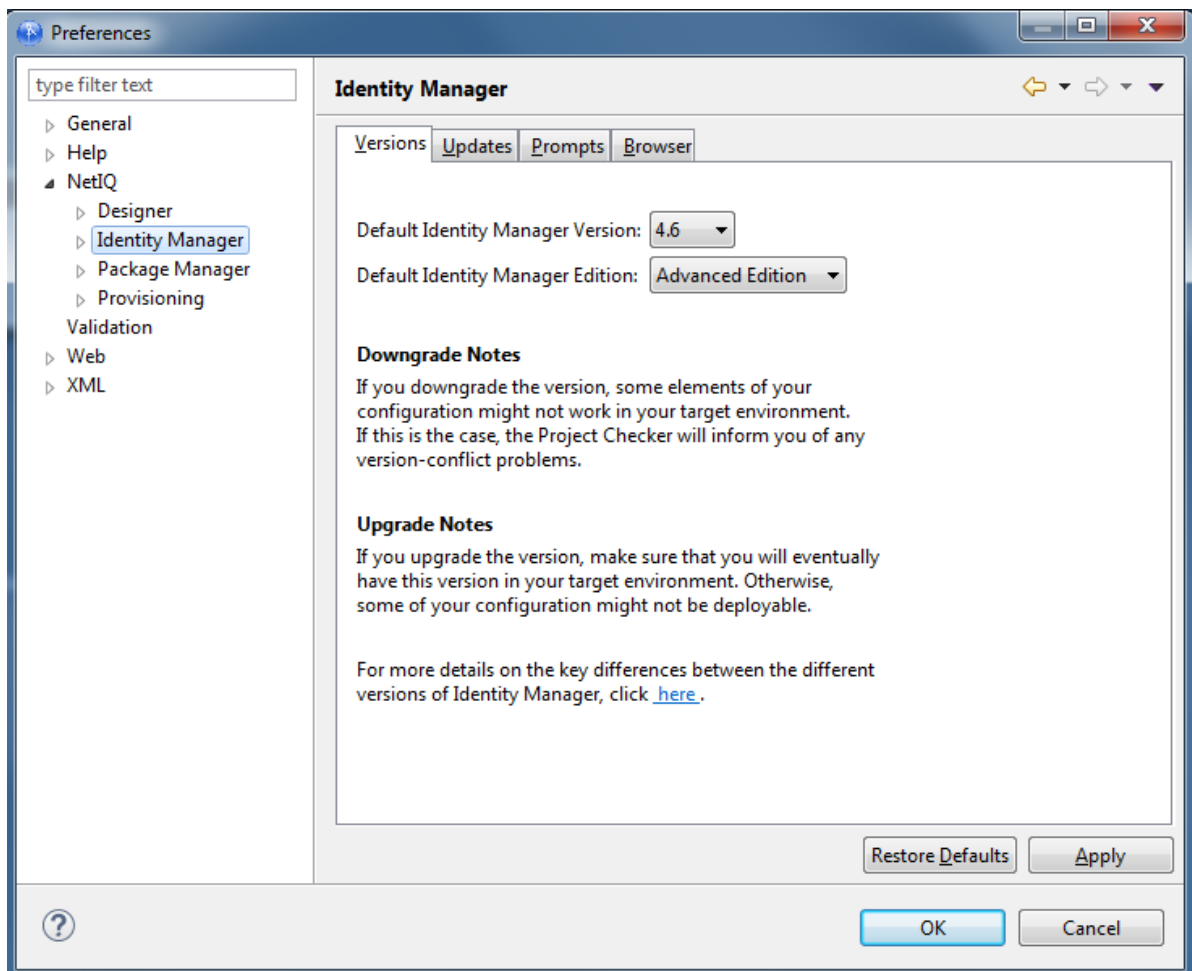 Preferences
type filter text
General
Help
NetIQ
Designer
Identity Manager
Package Manager
Provisioning
Validation
Web
XML
Identity Manager
Versions Updates Prompts Browser
Default Identity Manager Version: 4.6
Default Identity Manager Edition: Advanced Edition
Downgrade Notes
If you downgrade the version, some elements of your
configuration might not work in your target environment.
If this is the case, the Project Checker will inform you of any
version-conflict problems.
Upgrade Notes
If you upgrade the version, make sure that you will eventually
have this version in your target environment. Otherwise,
some of your configuration might not be deployable.
For more details on the key differences between the different
versions of Identity Manager, click here .
Restore Defaults Apply
OK Cancel